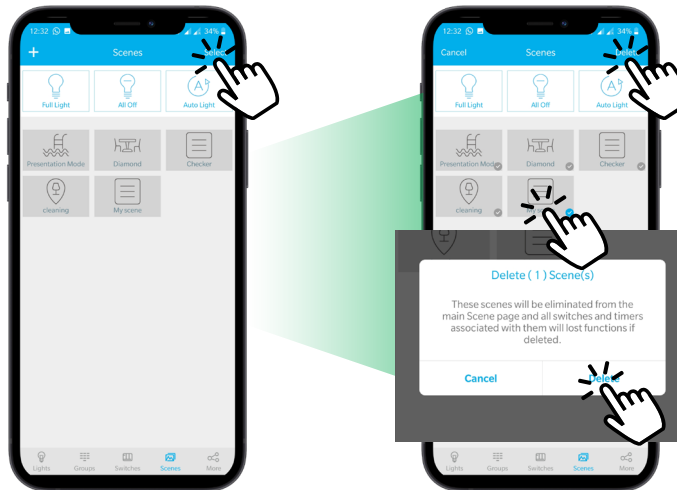 12:32
34%
+
Scenes
Select
Full Light
All Off
Auto Light
A
Presentation Mode
Diamond
Checker
cleaning
My scene
Lights
Groups
Switches
Scenes
More
12:32
34%
Cancel
Scenes
Delete
Full Light
All Off
Auto Light
A
Presentation Mode
Diamond
Checker
cleaning
My
Delete ( 1 ) Scene(s)
These scenes will be eliminated from the
main Scene page and all switches and timers
associated with them will lost functions if
deleted.
Cancel
Delete
Lights
Groups
Switches
Scenes
More